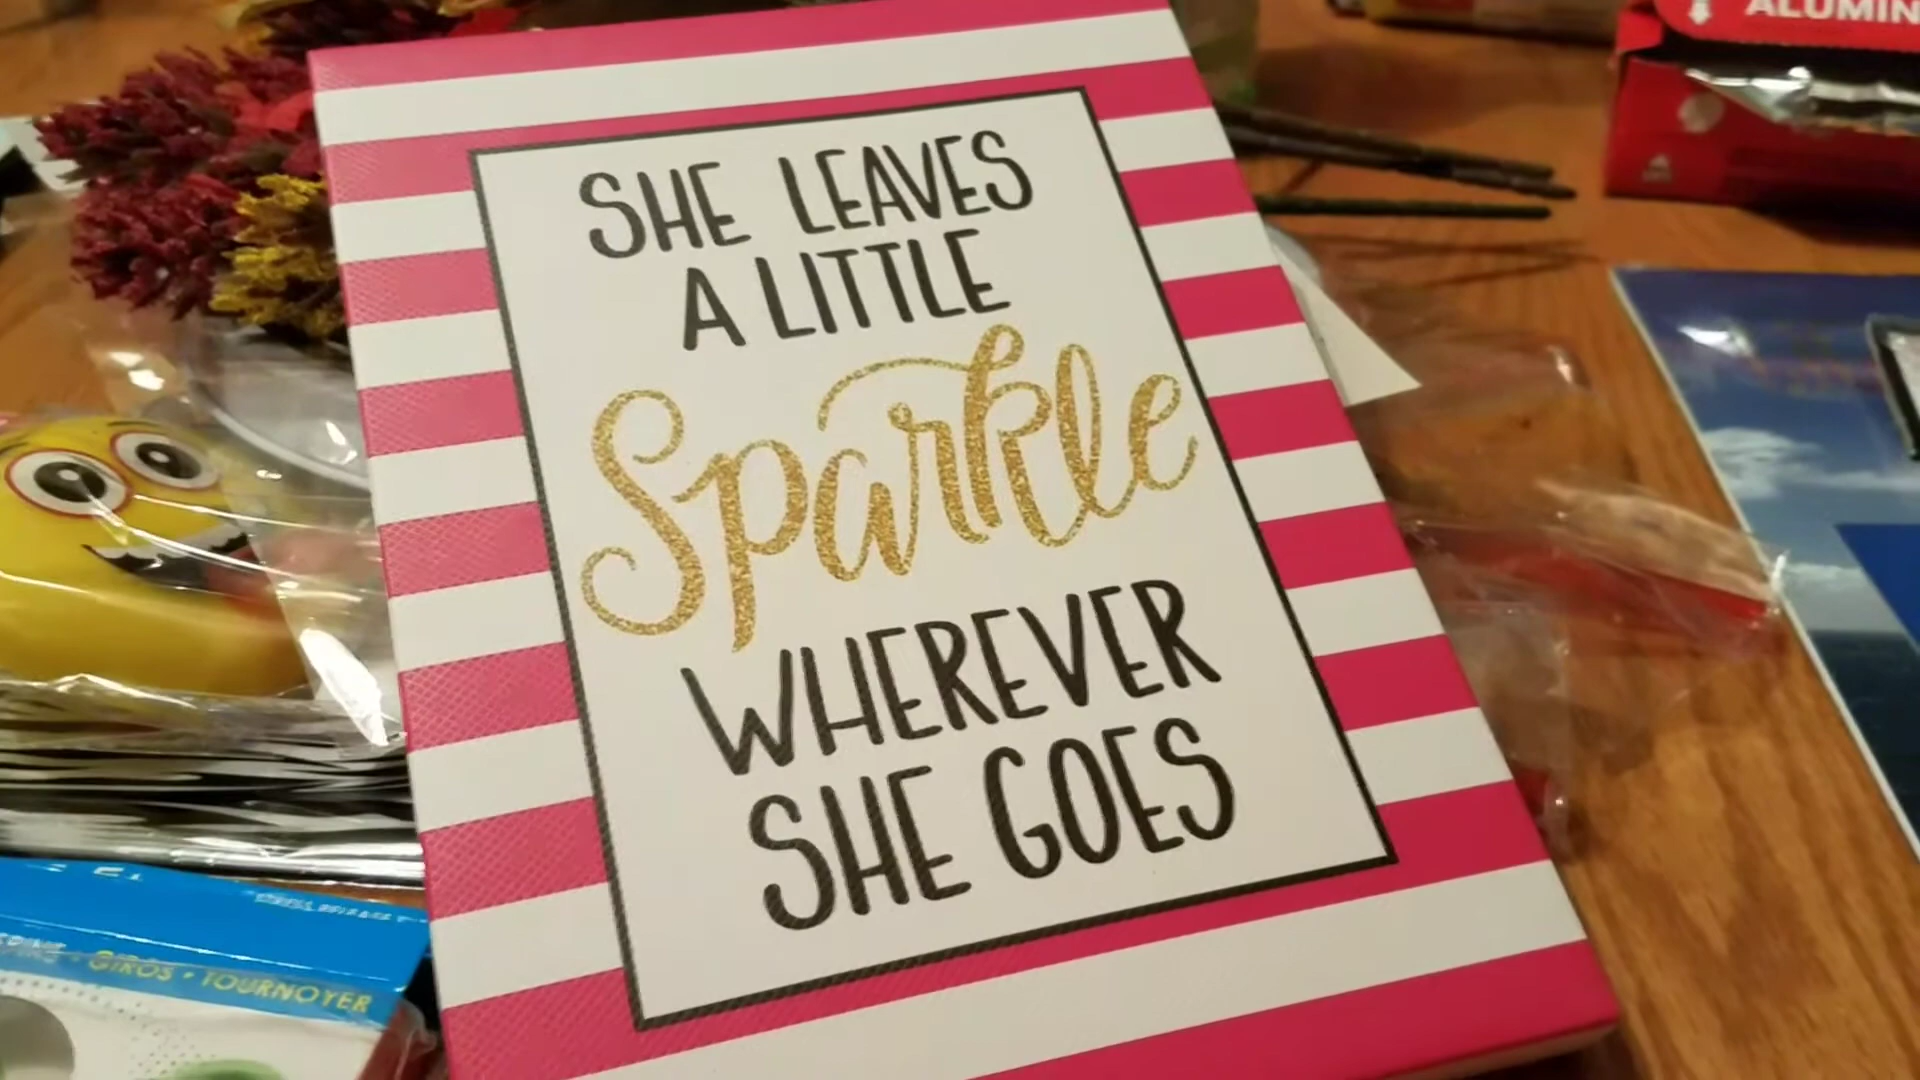 SHE LEAVES
A LITTLE
Sparkle
WHEREVER
SHE GOES
ALUMIN
GIROS • TOURNOYER